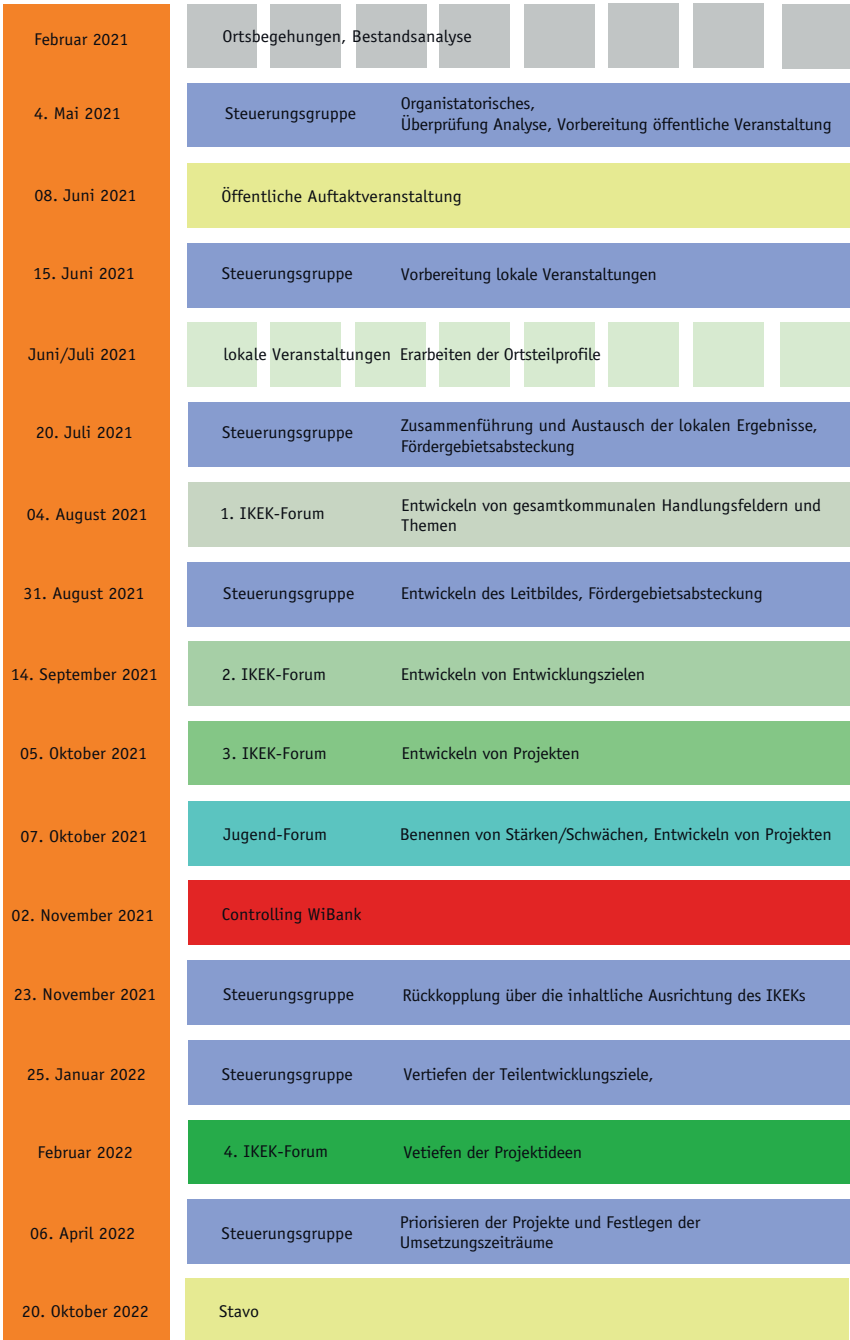 Februar 2021 Ortsbegehungen, Bestandsanalyse
4. Mai 2021 Steuerungsgruppe Organistatorisches,
Überprüfung Analyse, Vorbereitung öffentliche Veranstaltung
08. Juni 2021 Öffentliche Auftaktveranstaltung
15. Juni 2021 Steuerungsgruppe Vorbereitung lokale Veranstaltungen
Juni/Juli 2021 lokale Veranstaltungen Erarbeiten der Ortsteilprofile
20. Juli 2021 Steuerungsgruppe Zusammenführung und Austausch der lokalen Ergebnisse,
Fördergebietsabsteckung
04. August 2021 1. IKEK-Forum Entwickeln von gesamtkommunalen Handlungsfeldern und
Themen
31. August 2021 Steuerungsgruppe Entwickeln des Leitbildes, Fördergebietsabsteckung
14. September 2021 2. IKEK-Forum Entwickeln von Entwicklungszielen
05. Oktober 2021 3. IKEK-Forum Entwickeln von Projekten
07. Oktober 2021 Jugend-Forum Benennen von Stärken/Schwächen, Entwickeln von Projekten
02. November 2021 Controlling WiBank
23. November 2021 Steuerungsgruppe Rückkopplung über die inhaltliche Ausrichtung des IKEKs
25. Januar 2022 Steuerungsgruppe Vertiefen der Teilentwicklungsziele,
Februar 2022 4. IKEK-Forum Vetiefen der Projektideen
06. April 2022 Steuerungsgruppe Priorisieren der Projekte und Festlegen der
Umsetzungszeiträume
20. Oktober 2022 Stavo